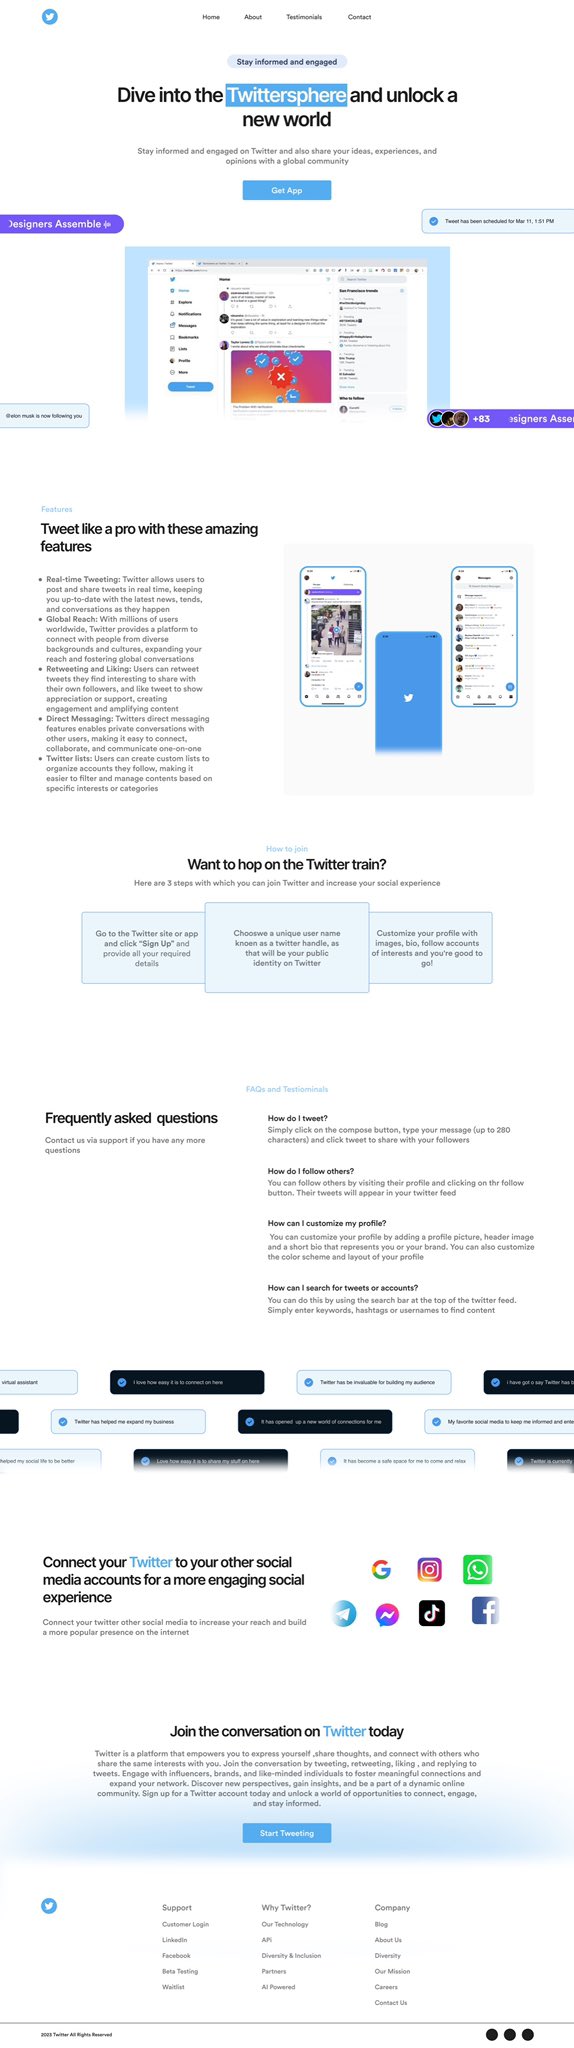 Home About Testimonials Contact
Stay informed and engaged
Dive into the Twittersphere and unlock a
new world
Stay informed and engaged on Twitter and also share your ideas, experiences, and
opinions with a global community
Get App
Designers Assemble
Tweet has been scheduled for Mar 11, 1:51 PM
Home
Explore
Notifications
Messages
Bookmarks
Lists
Profile
More
Tweet
Home
San Francisco trends
Show more
Who to follow
The Problem With Verification
@elon musk is now following you
+83
signers Asse
Features
Tweet like a pro with these amazing
features
Real-time Tweeting: Twitter allows users to
post and share tweets in real time, keeping
you up-to-date with the latest news, tends,
and conversations as they happen
Global Reach: With millions of users
worldwide, Twitter provides a platform to
connect with people from diverse
backgrounds and cultures, expanding your
reach and fostering global conversations
Retweeting and Liking: Users can retweet
tweets they find interesting to share with
their own followers, and like tweet to show
appreciation or support, creating
engagement and amplifying content
Direct Messaging: Twitters direct messaging
features enables private conversations with
other users, making it easy to connect,
collaborate, and communicate one-on-one
Twitter lists: Users can create custom lists to
organize accounts they follow, making it
easier to filter and manage contents based on
specific interests or categories
Messages
How to join
Want to hop on the Twitter train?
Here are 3 steps with which you can join Twitter and increase your social experience
Go to the Twitter site or app
and click "Sign Up" and
provide all your required
details
Chooswe a unique user name
knoen as a twitter handle, as
that will be your public
identity on Twitter
Customize your profile with
images, bio, follow accounts
of interests and you're good to
go!
FAQs and Testiominals
Frequently asked questions
Contact us via support if you have any more
questions
How do I tweet?
Simply click on the compose button, type your message (up to 280
characters) and click tweet to share with your followers
How do I follow others?
You can follow others by visiting their profile and clicking on thr follow
button. Their tweets will appear in your twitter feed
How can I customize my profile?
You can customize your profile by adding a profile picture, header image
and a short bio that represents you or your brand. You can also customize
the color scheme and layout of your profile
How can I search for tweets or accounts?
You can do this by using the search bar at the top of the twitter feed.
Simply enter keywords, hashtags or usernames to find content
virtual assistant
I love how easy it is to connect on here
Twitter has be invaluable for building my audience
i have got o say Twitter has b
Twitter has helped me expand my business
It has opened up a new world of connections for me
My favorite social media to keep me informed and ente
helped my social life to be better
Love how easy it is to share my stuff on here
It has become a safe space for me to come and relax
Twitter is currently
Connect your Twitter to your other social
media accounts for a more engaging social
experience
Connect your twitter other social media to increase your reach and build
a more popular presence on the internet
Join the conversation on Twitter today
Twitter is a platform that empowers you to express yourself ,share thoughts, and connect with others who
share the same interests with you. Join the conversation by tweeting, retweeting, liking , and replying to
tweets. Engage with influencers, brands, and like-minded individuals to foster meaningful connections and
expand your network. Discover new perspectives, gain insights, and be a part of a dynamic online
community. Sign up for a Twitter account today and unlock a world of opportunities to connect, engage,
and stay informed.
Start Tweeting
Support Why Twitter? Company
Customer Login Our Technology Blog
LinkedIn APi About Us
Facebook Diversity & Inclusion Diversity
Beta Testing Partners Our Mission
Waitlist AI Powered Careers
Contact Us
2023 Twitter All Rights Reserved